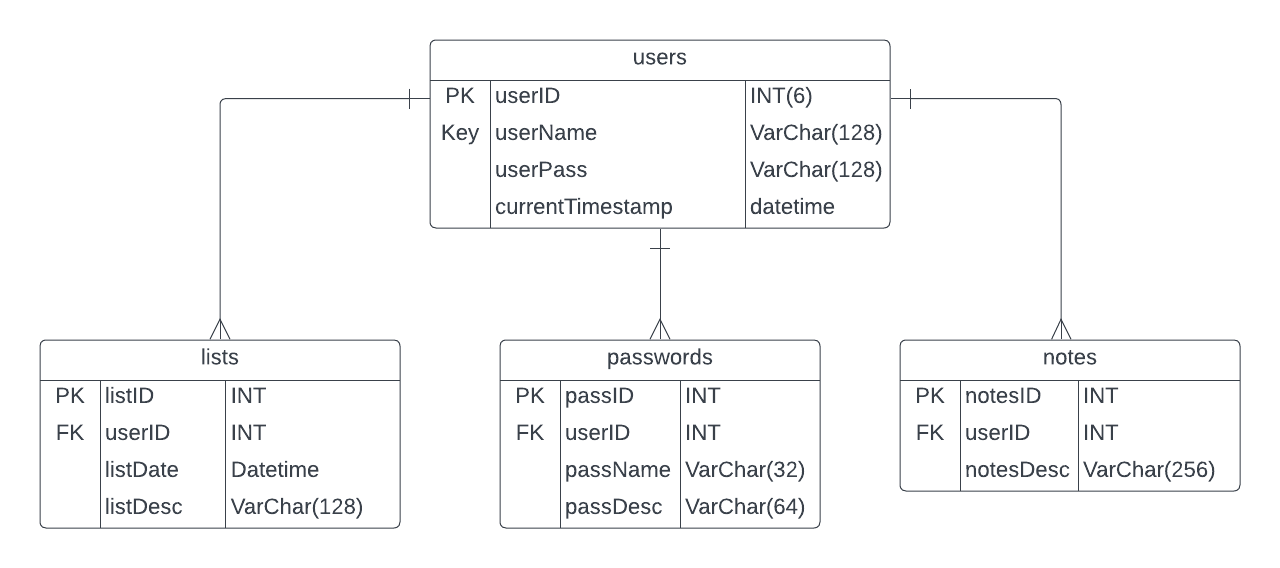 users
PK userID INT(6)
Key userName VarChar(128)
userPass VarChar(128)
currentTimestamp datetime
lists
PK listID INT
FK userID INT
listDate Datetime
listDesc VarChar(128)
passwords
PK passID INT
FK userID INT
passName VarChar(32)
passDesc VarChar(64)
notes
PK notesID INT
FK userID INT
notesDesc VarChar(256)